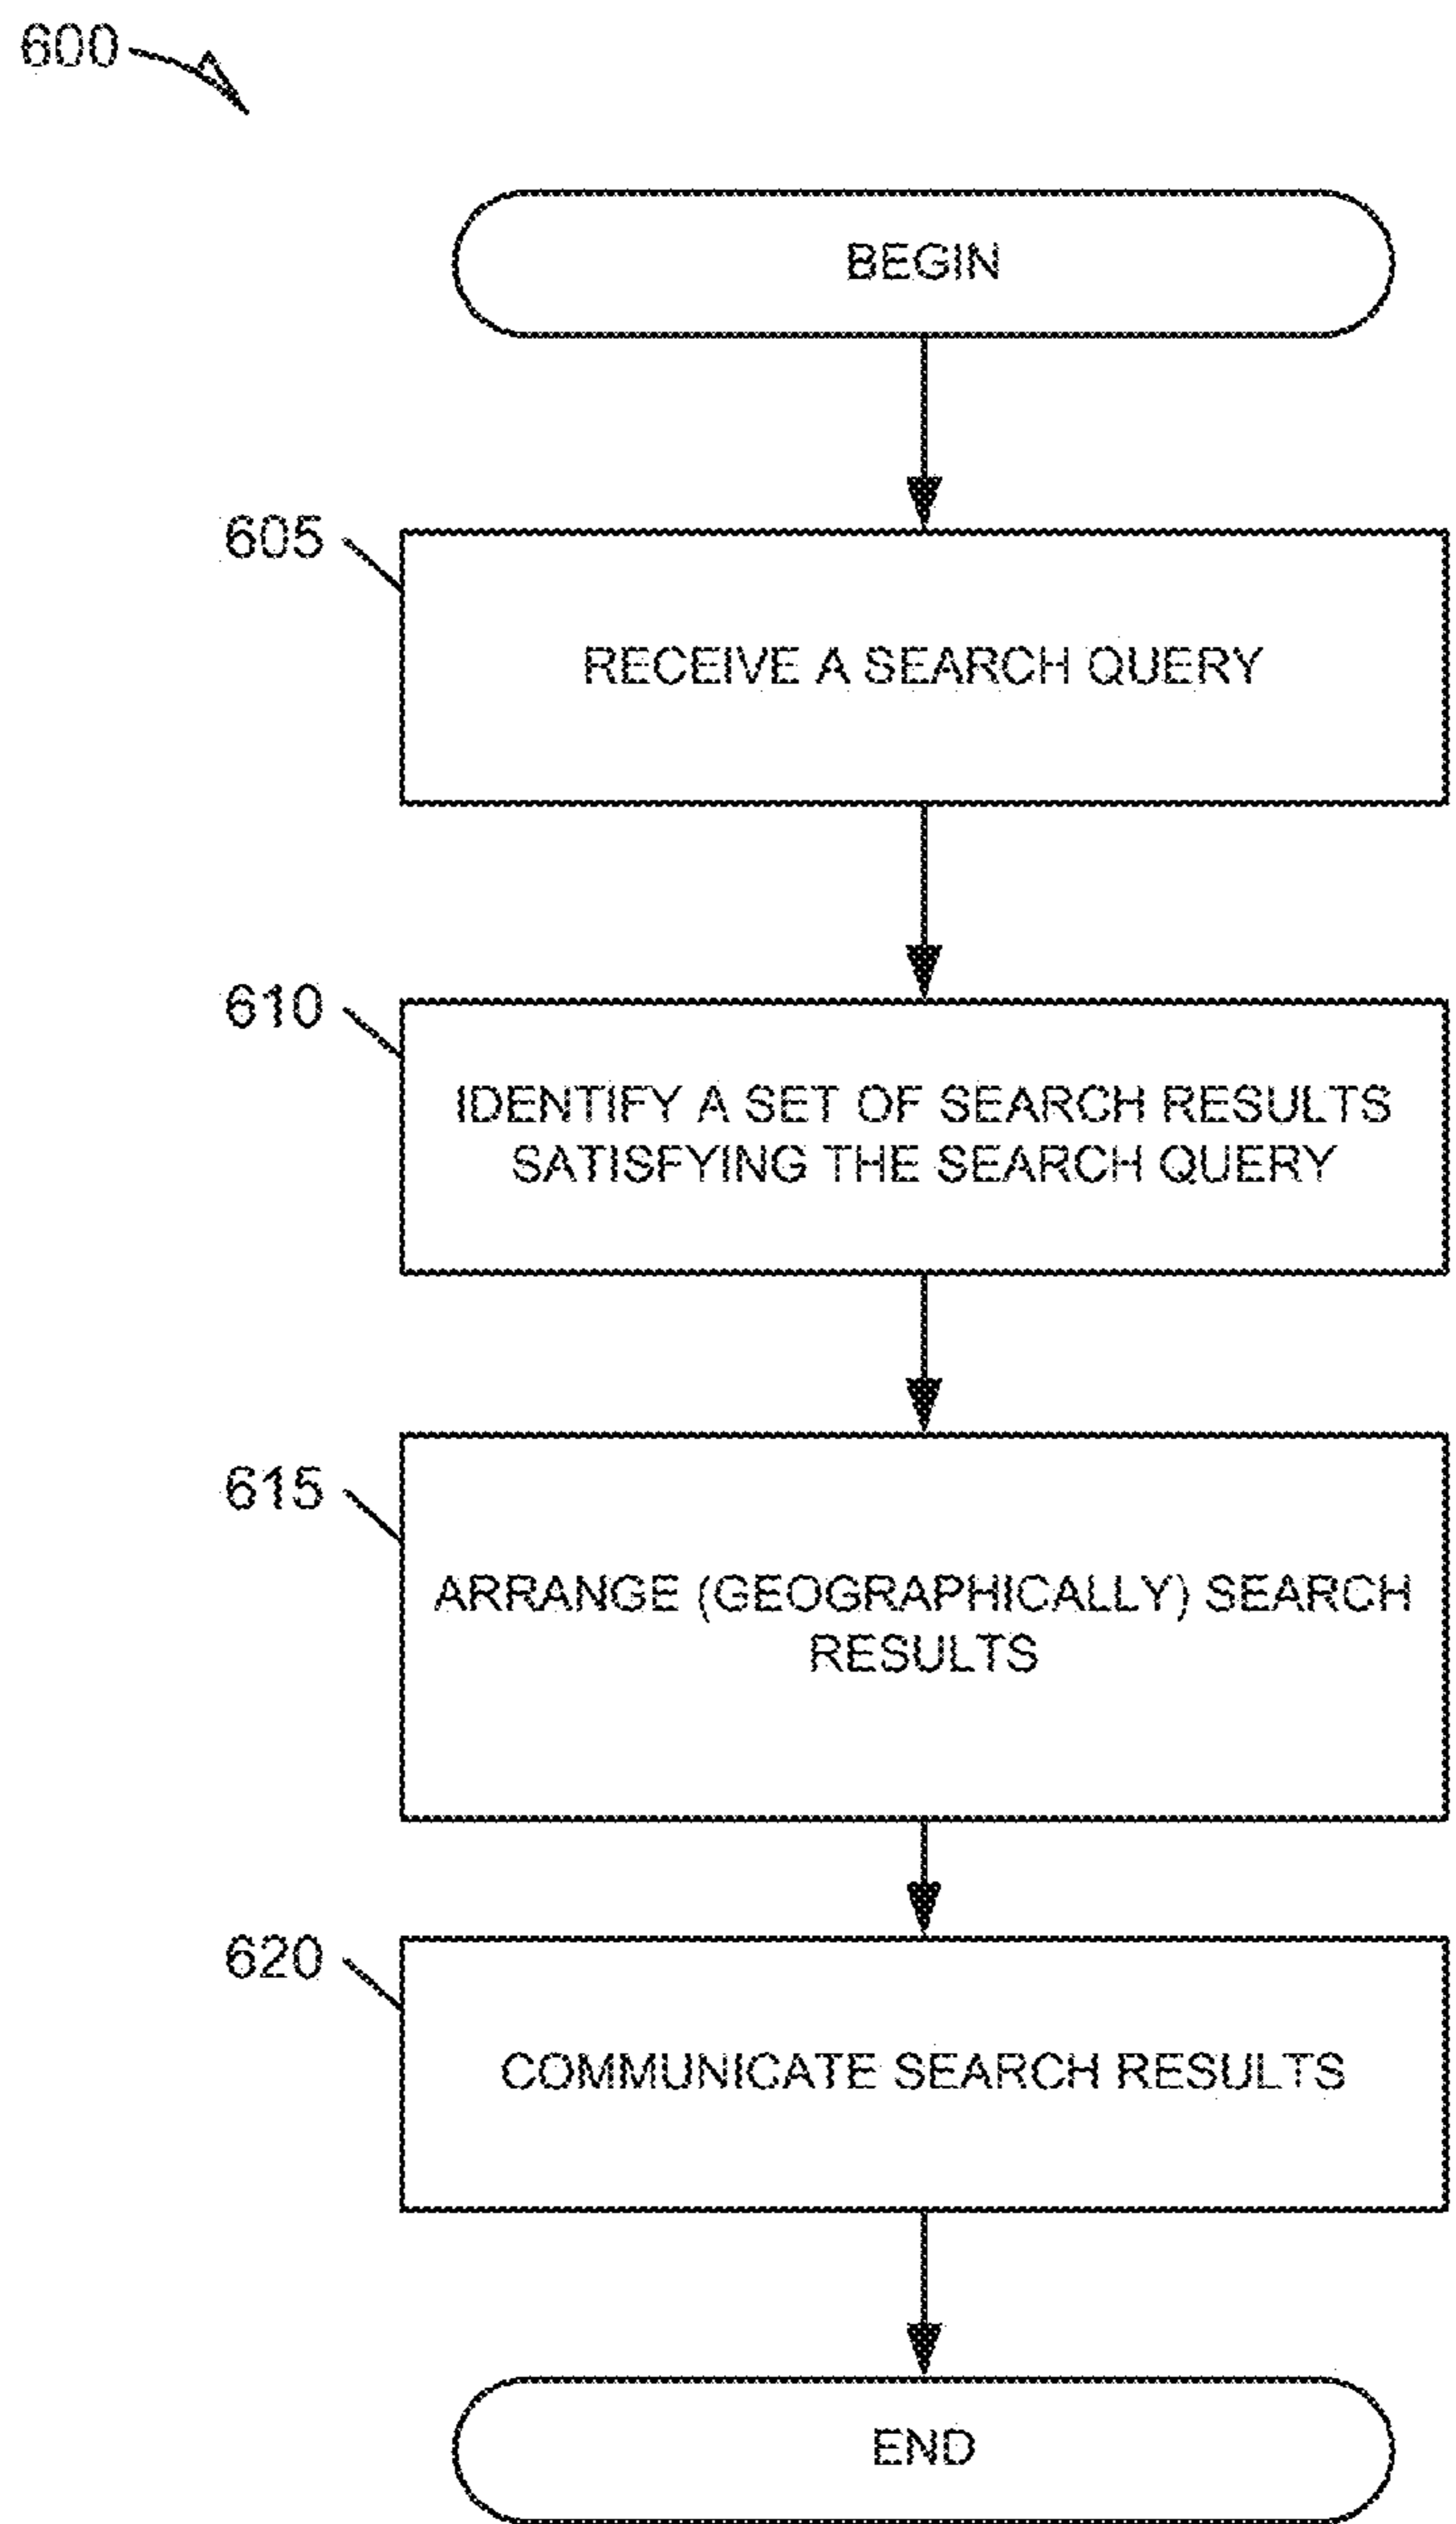 600
BEGIN
605
RECEIVE A SEARCH QUERY
610
IDENTIFY A SET OF SEARCH RESULTS
SATISFYING THE SEARCH QUERY
615
ARRANGE (GEOGRAPHICALLY) SEARCH
RESULTS
620
COMMUNICATE SEARCH RESULTS
END